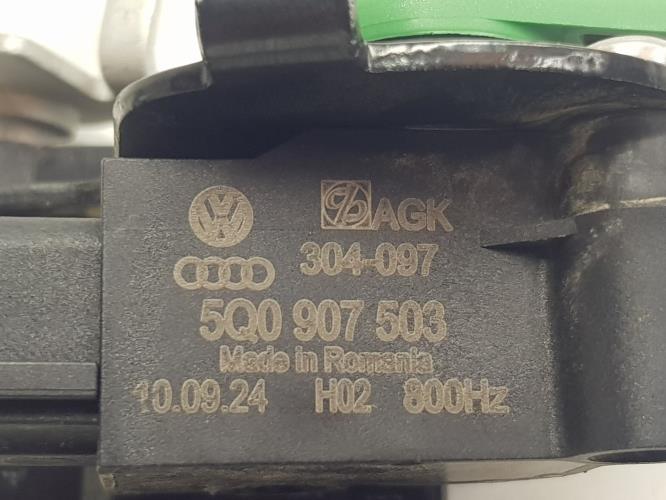 AGK
304-097
5Q0 907 503
Made in Romania
10.09.24 H02 800Hz